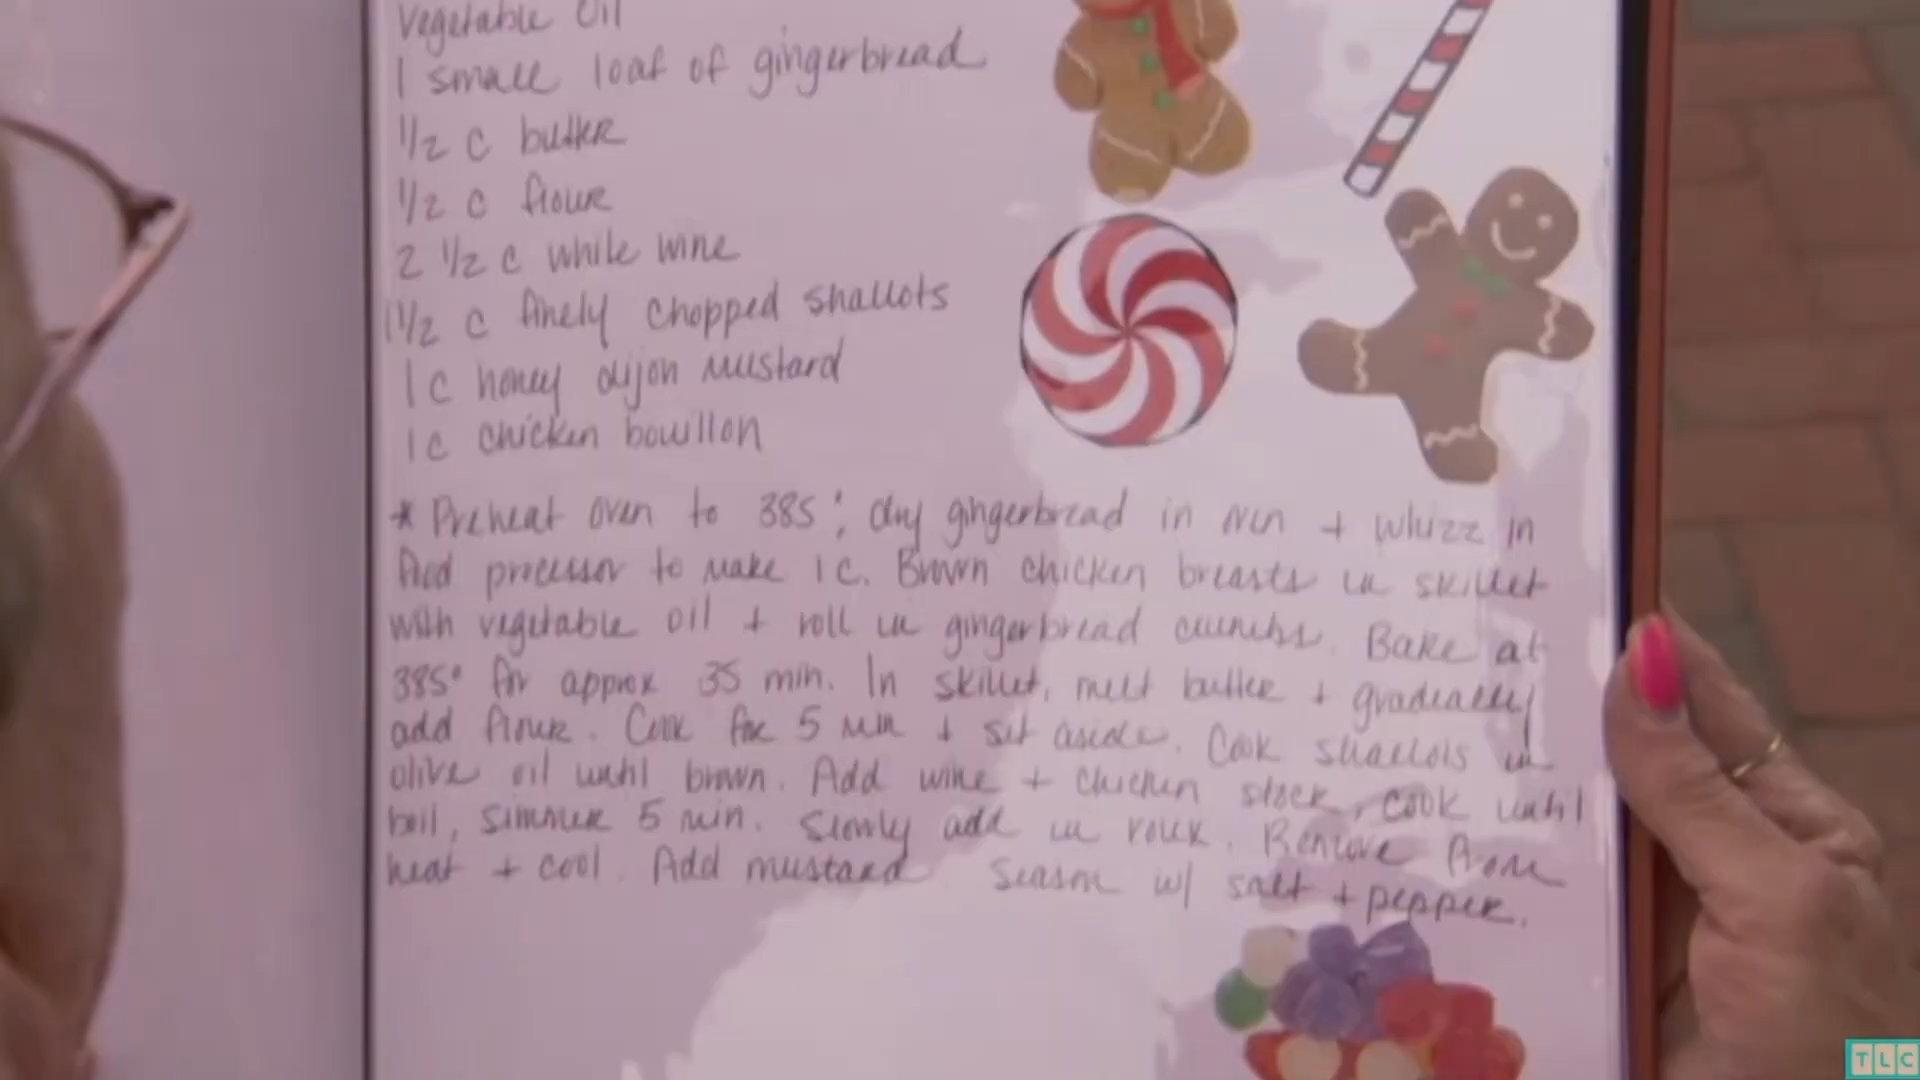 Vegetable Oil
1 small loaf of gingerbread
1/2 c butter
1/2 c flour
2 1/2 c white wine
1 1/2 c finely chopped shallots
1 c honey dijon mustard
1 c chicken bouillon
* Preheat oven to 385°; dry gingerbread in oven + whizz in
food processor to make 1 c. Brown chicken breasts in skillet
with vegetable oil + roll in gingerbread crumbs. Bake at
385° for approx 35 min. In skillet, melt butter + gradually
add flour. Cook for 5 min + set aside. Cook shallots in
olive oil until brown. Add wine + chicken stock, cook until
boil, simmer 5 min. Slowly add in roux. Remove from
heat + cool. Add mustard Season w/ salt + pepper.
TLC